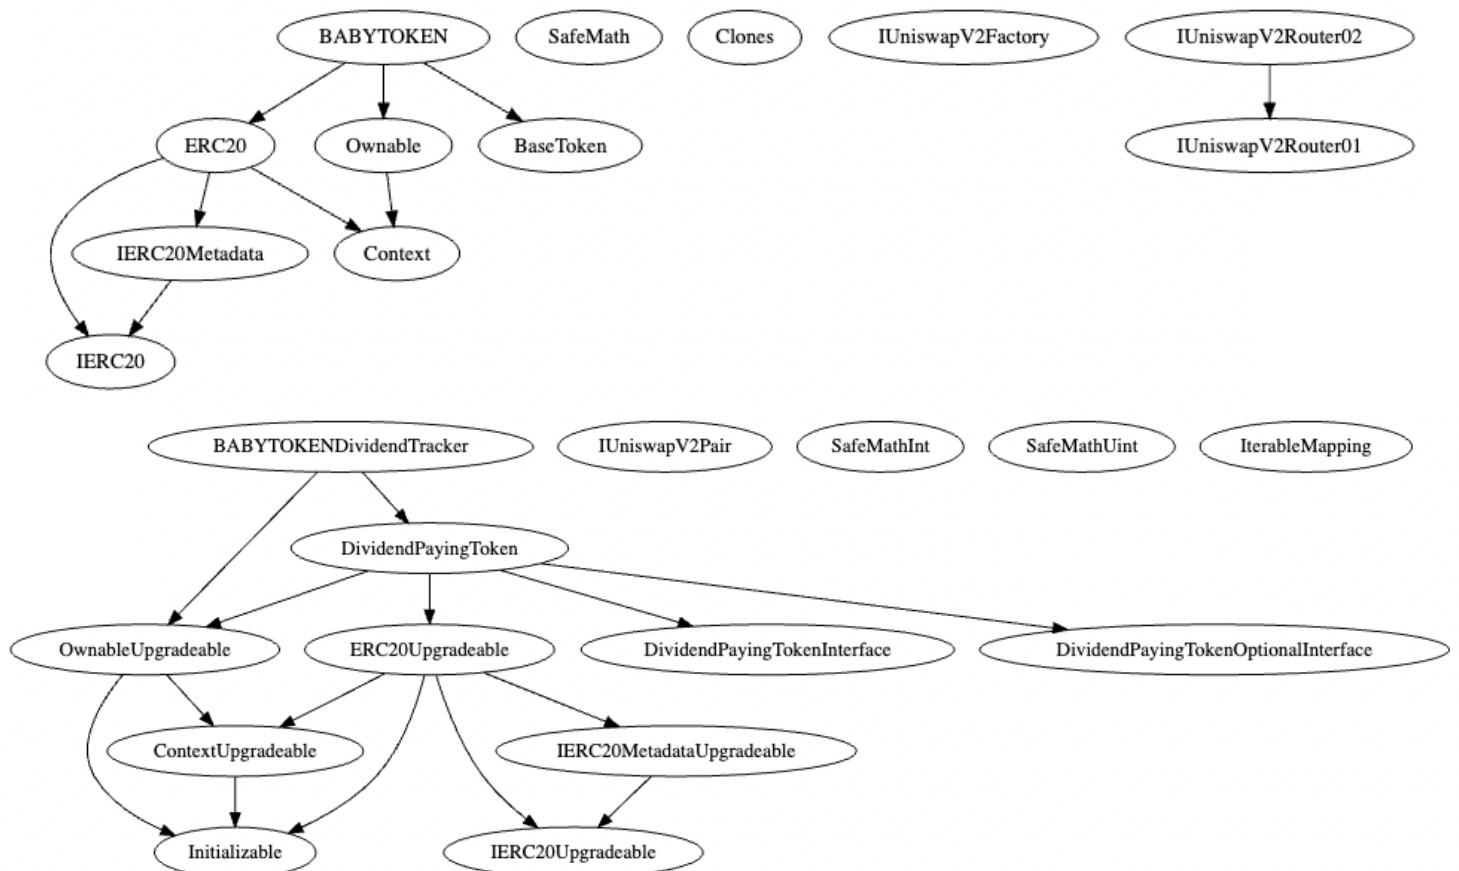 BABYTOKEN SafeMath Clones IUniswapV2Factory IUniswapV2Router02
ERC20 Ownable BaseToken IUniswapV2Router01
IERC20Metadata Context
IERC20
BABYTOKENDividendTracker IUniswapV2Pair SafeMathInt SafeMathUint IterableMapping
DividendPayingToken
OwnableUpgradeable ERC20Upgradeable DividendPayingTokenInterface DividendPayingTokenOptionalInterface
ContextUpgradeable IERC20MetadataUpgradeable
Initializable IERC20Upgradeable